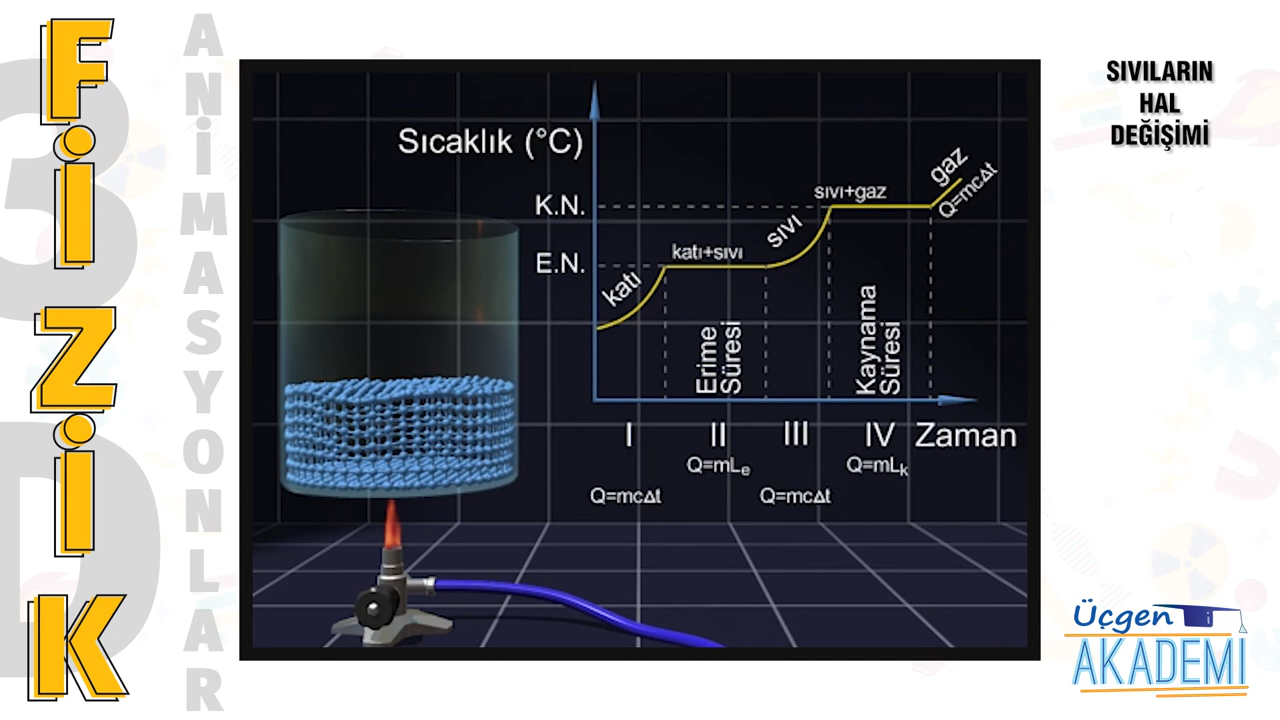 FİZİK
3D
ANİMASYONLAR
SIVILARIN
HAL
DEĞİŞİMİ
Sıcaklık (°C)
K.N.
E.N.
katı
katı+sıvı
sıvı
sıvı+gaz
gaz
Q=mcΔt
Erime
Süresi
Kaynama
Süresi
I II III IV Zaman
Q=mLe Q=mLk
Q=mcΔt Q=mcΔt
Üçgen
AKADEMİ